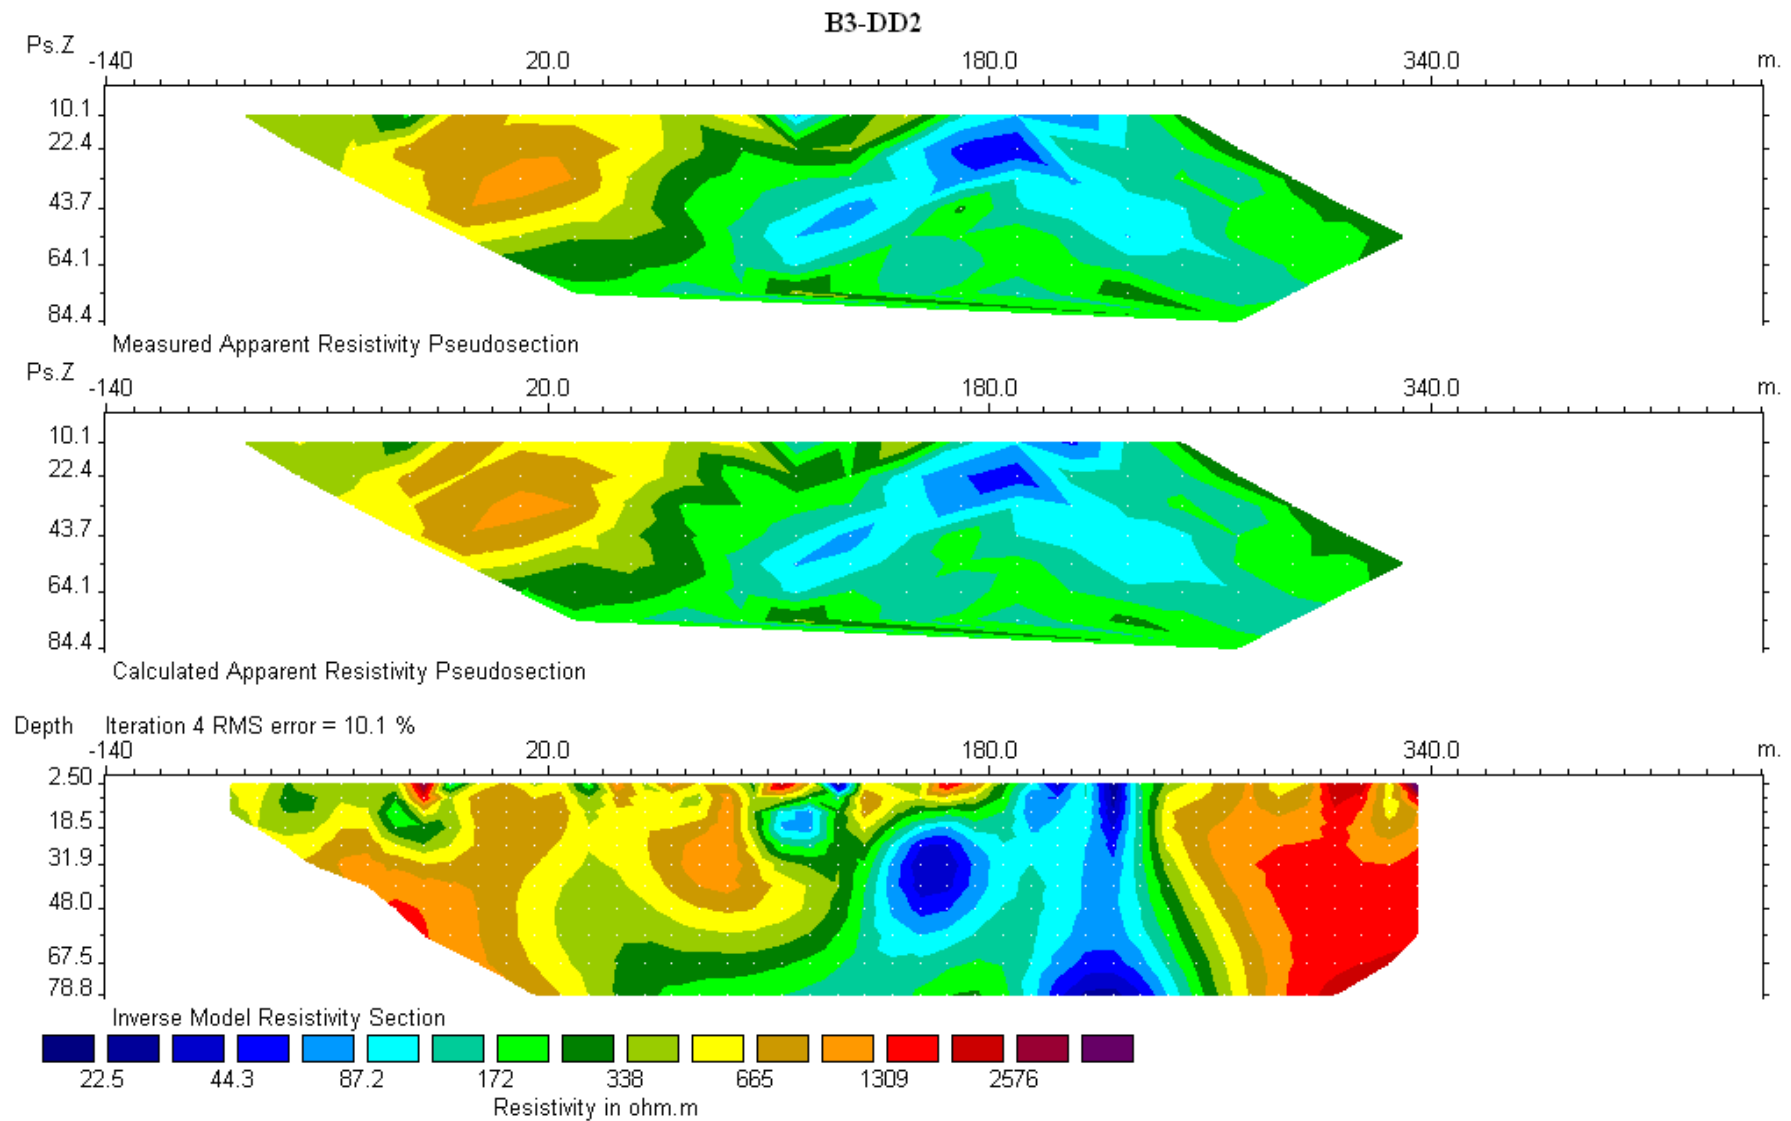 B3-DD2
Ps.Z -140 20.0 180.0 340.0 m.
10.1
22.4
43.7
64.1
84.4
Measured Apparent Resistivity Pseudosection
Ps.Z -140 20.0 180.0 340.0 m.
10.1
22.4
43.7
64.1
84.4
Calculated Apparent Resistivity Pseudosection
Depth Iteration 4 RMS error = 10.1 %
-140 20.0 180.0 340.0 m.
2.50
18.5
31.9
48.0
67.5
78.8
Inverse Model Resistivity Section
22.5 44.3 87.2 172 338 665 1309 2576
Resistivity in ohm.m